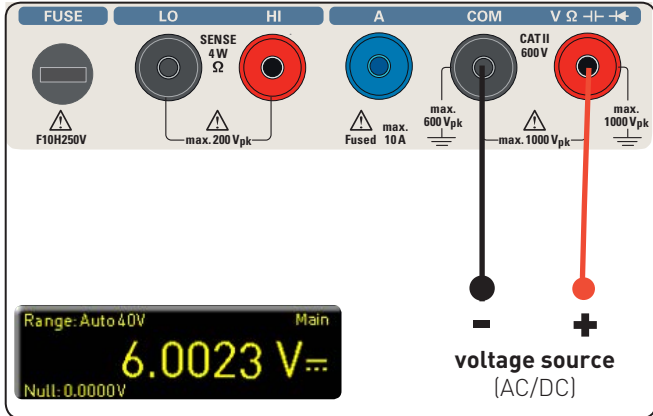 FUSE LO HI A COM V Ω ⊣⊢ ⯈|
SENSE
4W
Ω
CAT II
600V
F10H250V
max. 200 Vpk
Fused
max.
10 A
max.
600 Vpk
max. 1000 Vpk
max.
1000 Vpk
Range: Auto 40V Main
6.0023 V⎓
Null: 0.0000V
- +
voltage source
(AC/DC)